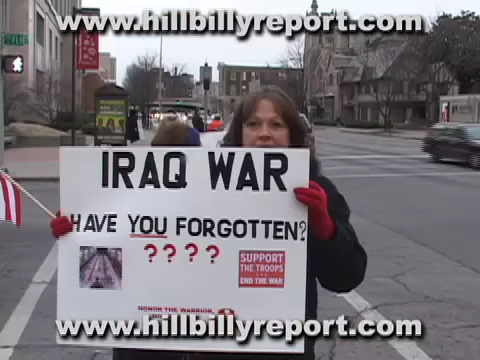 www.hillbillyreport.com
IRAQ WAR
HAVE YOU FORGOTTEN?
? ? ? ?
SUPPORT
THE TROOPS
END THE WAR
HONOR THE WARRIOR,
www.hillbillyreport.com